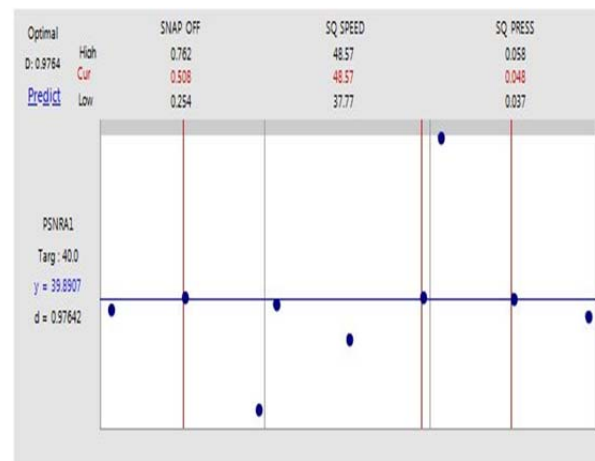 Optimal
D: 0.9764
Predict
High
Cur
Low
SNAP OFF
0.762
0.508
0.254
SQ SPEED
48.57
48.57
37.77
SQ PRESS
0.058
0.048
0.037
PSNRA1
Targ: 40.0
y = 39.8907
d = 0.97642